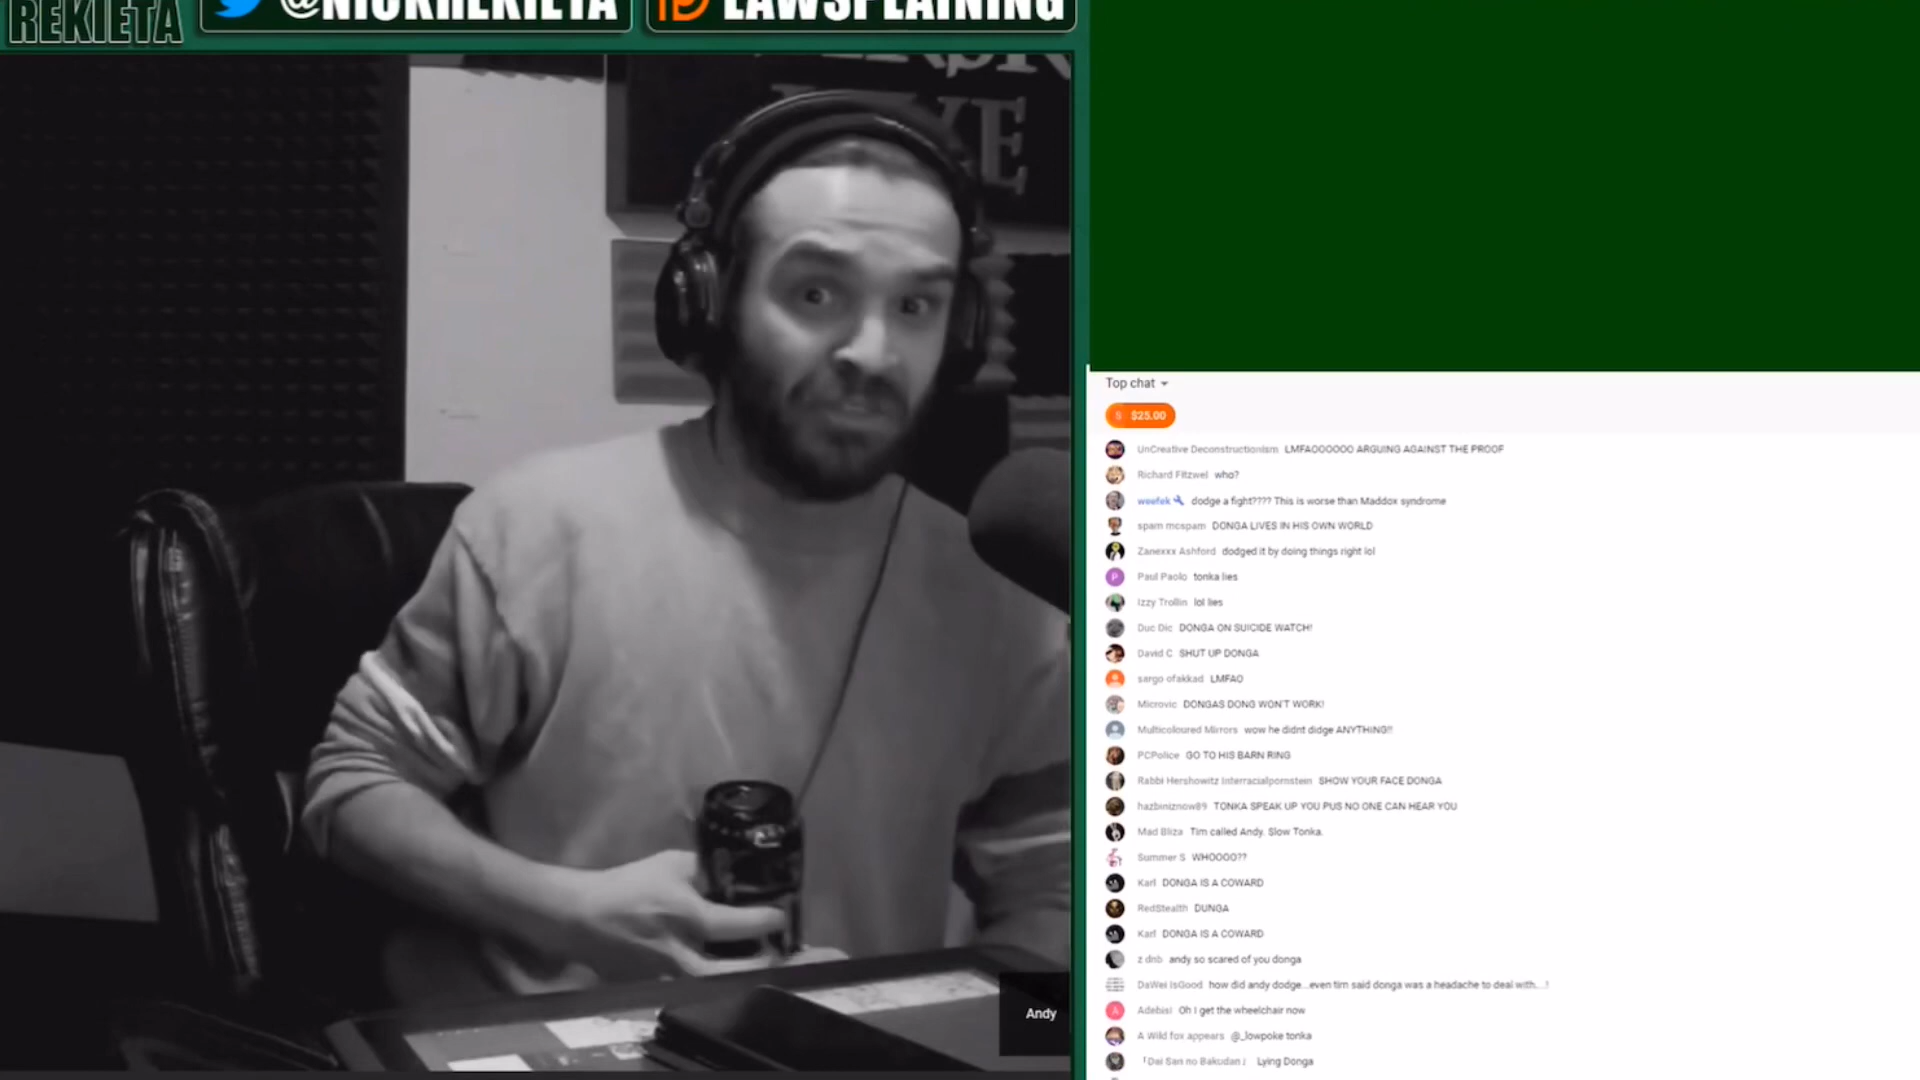 REKIETA
@NICKREKIETA
LAWSPLAINING
Top chat
$25.00
UnCreative Deconstructionism LMFAOOOOOO ARGUING AGAINST THE PROOF
Richard Fitzwel who?
weefek dodge a fight???? This is worse than Maddox syndrome
spam mcspam DONGA LIVES IN HIS OWN WORLD
Zanexxx Ashford dodged it by doing things right lol
Paul Paolo tonka lies
Izzy Trollin lol lies
Duc Dic DONGA ON SUICIDE WATCH!
David C SHUT UP DONGA
sargo ofakkad LMFAO
Microvic DONGAS DONG WON'T WORK!
Multicoloured Mirrors wow he didnt didge ANYTHING!!
PCPolice GO TO HIS BARN RING
Rabbi Hershowitz Interracialpornstein SHOW YOUR FACE DONGA
hazbiniznow89 TONKA SPEAK UP YOU PUS NO ONE CAN HEAR YOU
Mad Bliza Tim called Andy. Slow Tonka.
Summer S WHOOOO??
Karl DONGA IS A COWARD
RedStealth DUNGA
Karl DONGA IS A COWARD
z dnb andy so scared of you donga
DaWei IsGood how did andy dodge...even tim said donga was a headache to deal with....!
Adebisi Oh I get the wheelchair now
A Wild fox appears @_lowpoke tonka
「Dai San no Bakudan」 Lying Donga
Andy